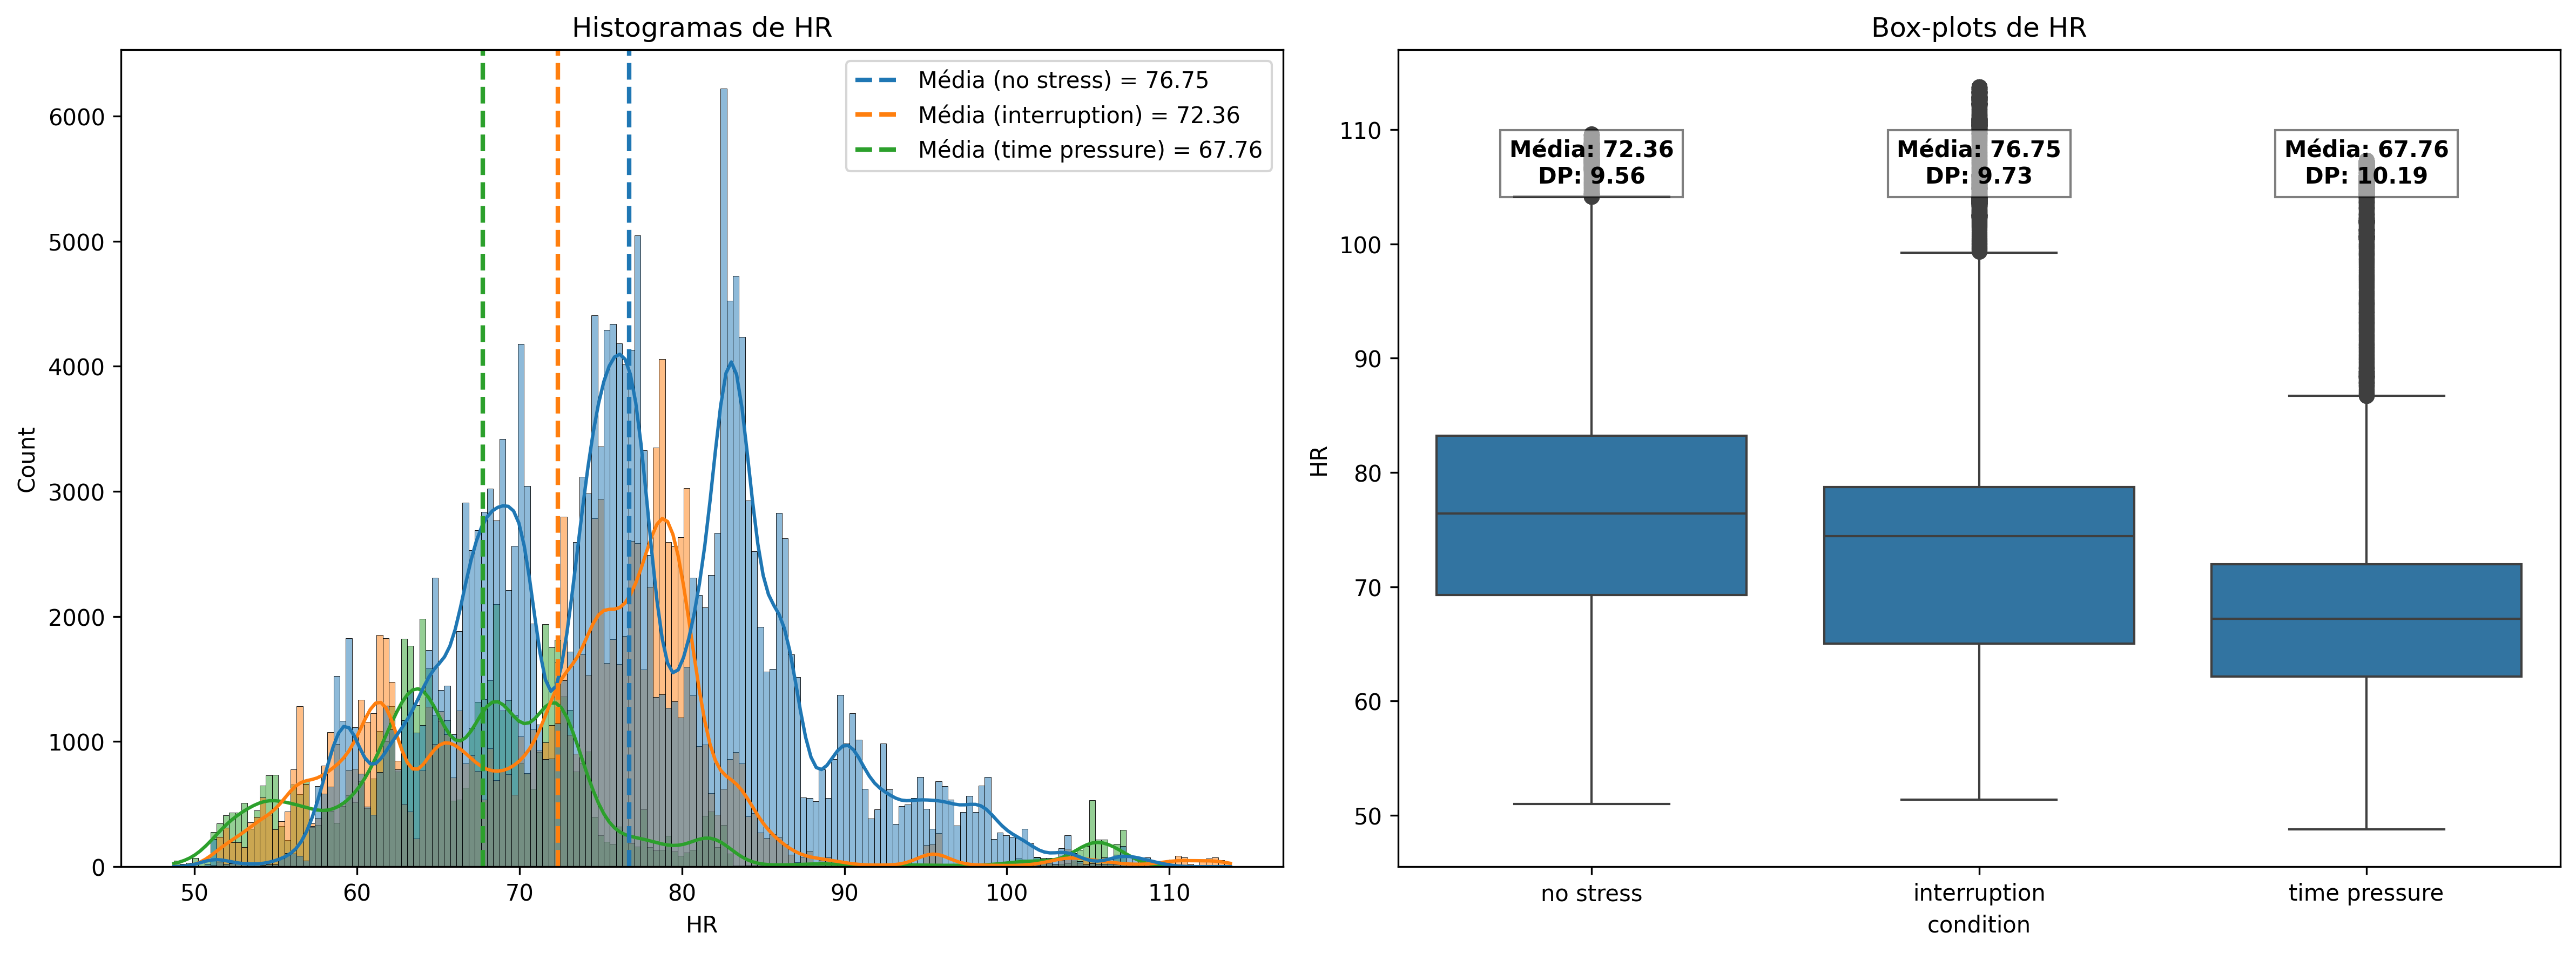 Histogramas de HR
Média (no stress) = 76.75
Média (interruption) = 72.36
Média (time pressure) = 67.76
6000
5000
4000
3000
2000
1000
0
Count
50 60 70 80 90 100 110
HR
Box-plots de HR
Média: 72.36
DP: 9.56
Média: 76.75
DP: 9.73
Média: 67.76
DP: 10.19
110
100
90
80
70
60
50
HR
no stress interruption time pressure
condition